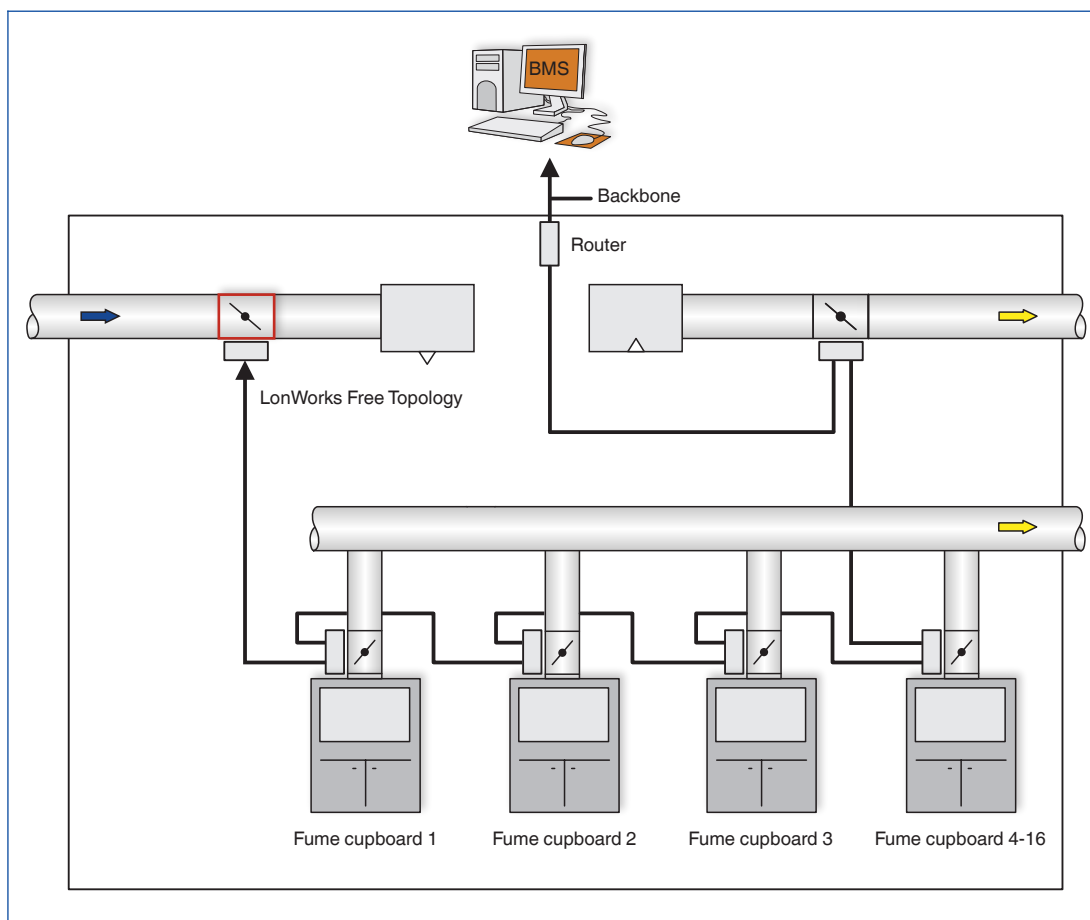 BMS
Backbone
Router
LonWorks Free Topology
Fume cupboard 1
Fume cupboard 2
Fume cupboard 3
Fume cupboard 4-16